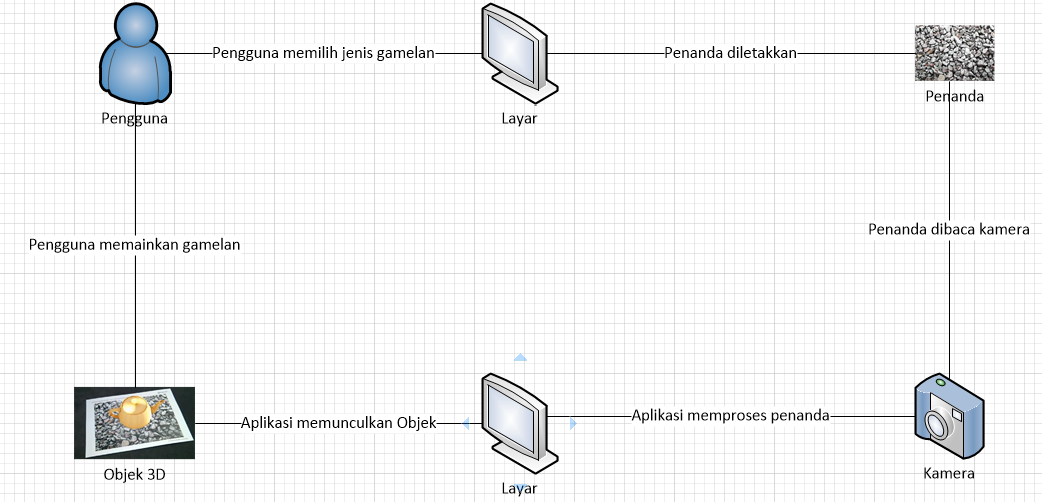 Pengguna memilih jenis gamelan
Penanda diletakkan
Pengguna
Layar
Penanda
Pengguna memainkan gamelan
Penanda dibaca kamera
Aplikasi memunculkan Objek
Aplikasi memproses penanda
Objek 3D
Layar
Kamera